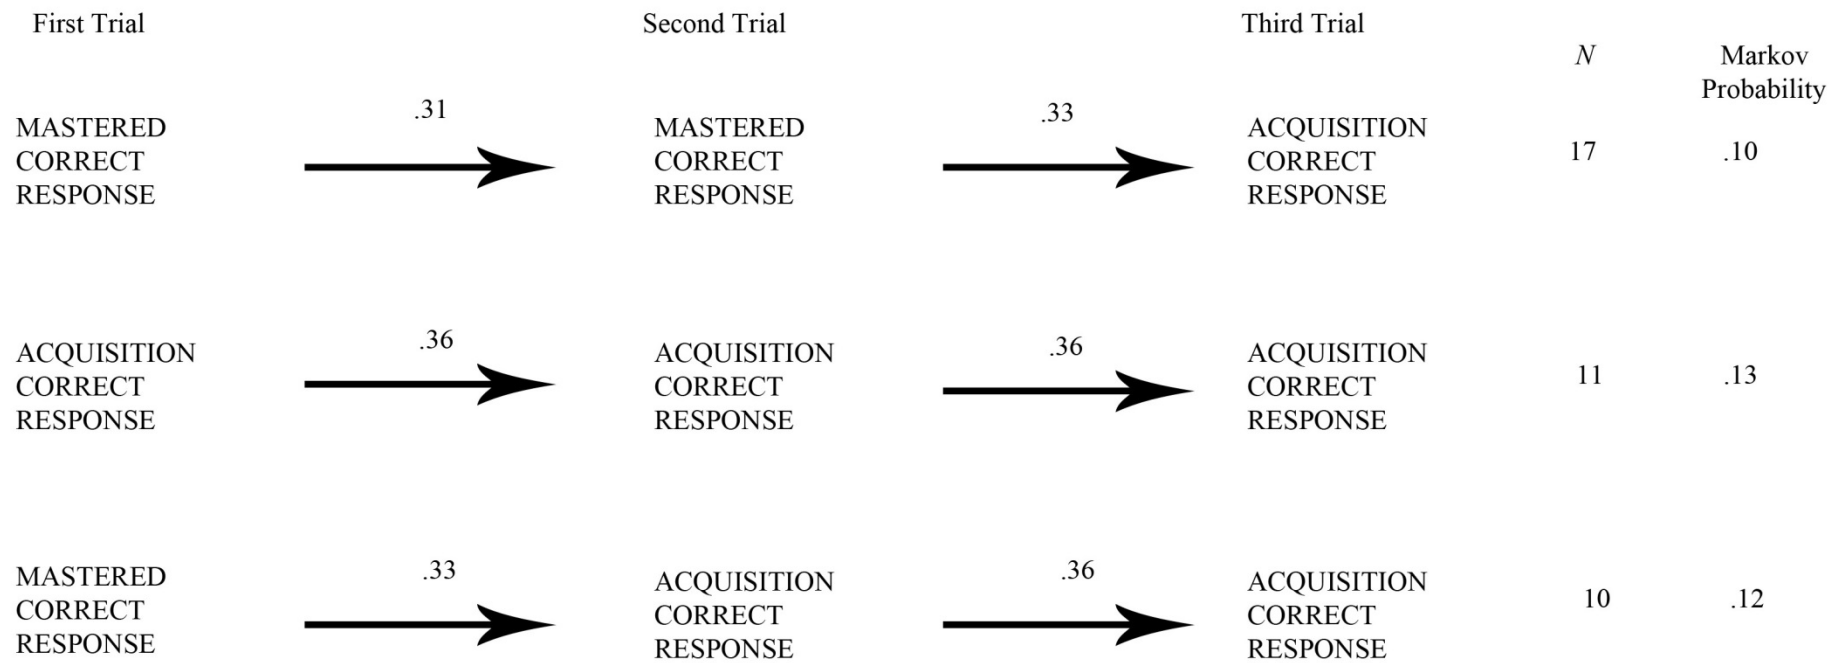 First Trial Second Trial Third Trial
N Markov
Probability
.31 .33
MASTERED MASTERED ACQUISITION
CORRECT CORRECT CORRECT 17 .10
RESPONSE RESPONSE RESPONSE
.36 .36
ACQUISITION ACQUISITION ACQUISITION
CORRECT CORRECT CORRECT 11 .13
RESPONSE RESPONSE RESPONSE
.33 .36
MASTERED ACQUISITION ACQUISITION
CORRECT CORRECT CORRECT 10 .12
RESPONSE RESPONSE RESPONSE